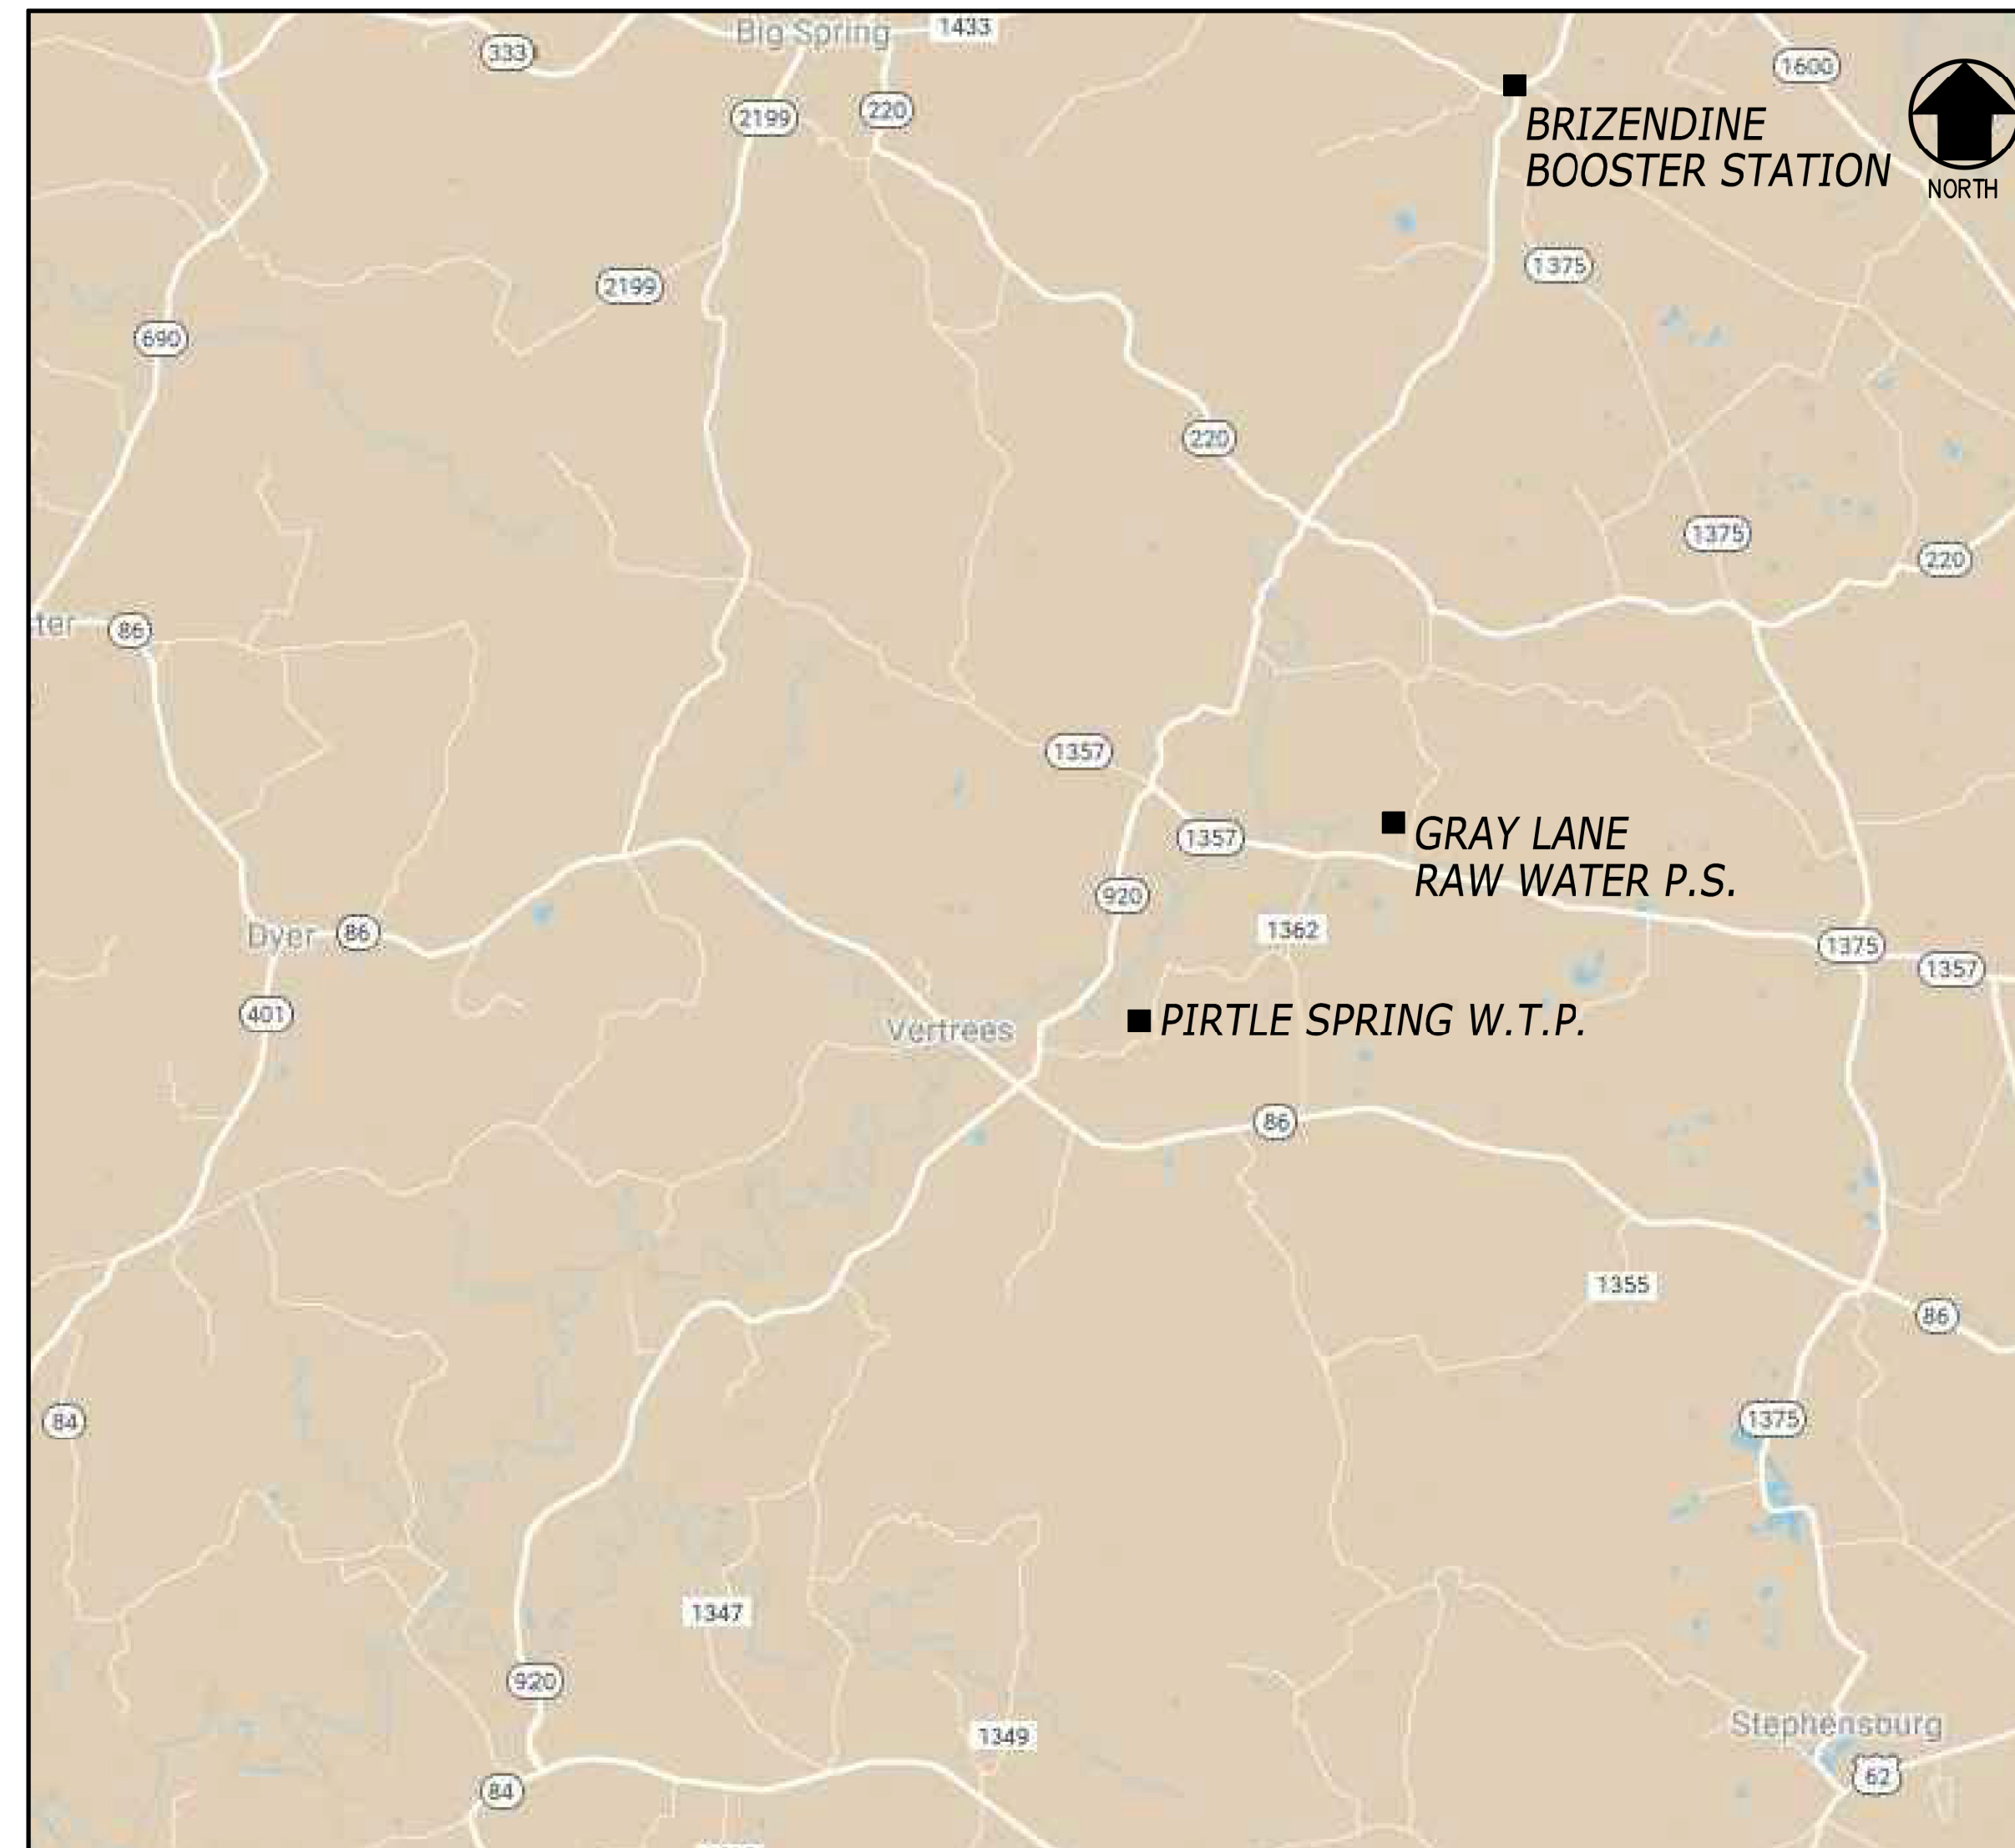 Big Spring
1433
333
1600
2199
220
BRIZENDINE
BOOSTER STATION
NORTH
1375
2199
690
220
1375
220
ter
86
1357
GRAY LANE
RAW WATER P.S.
1357
920
1362
Dyer
86
1375
1357
401
PIRTLE SPRING W.T.P.
Vertrees
86
1355
86
84
1375
1347
920
Stephensburg
1349
62
84